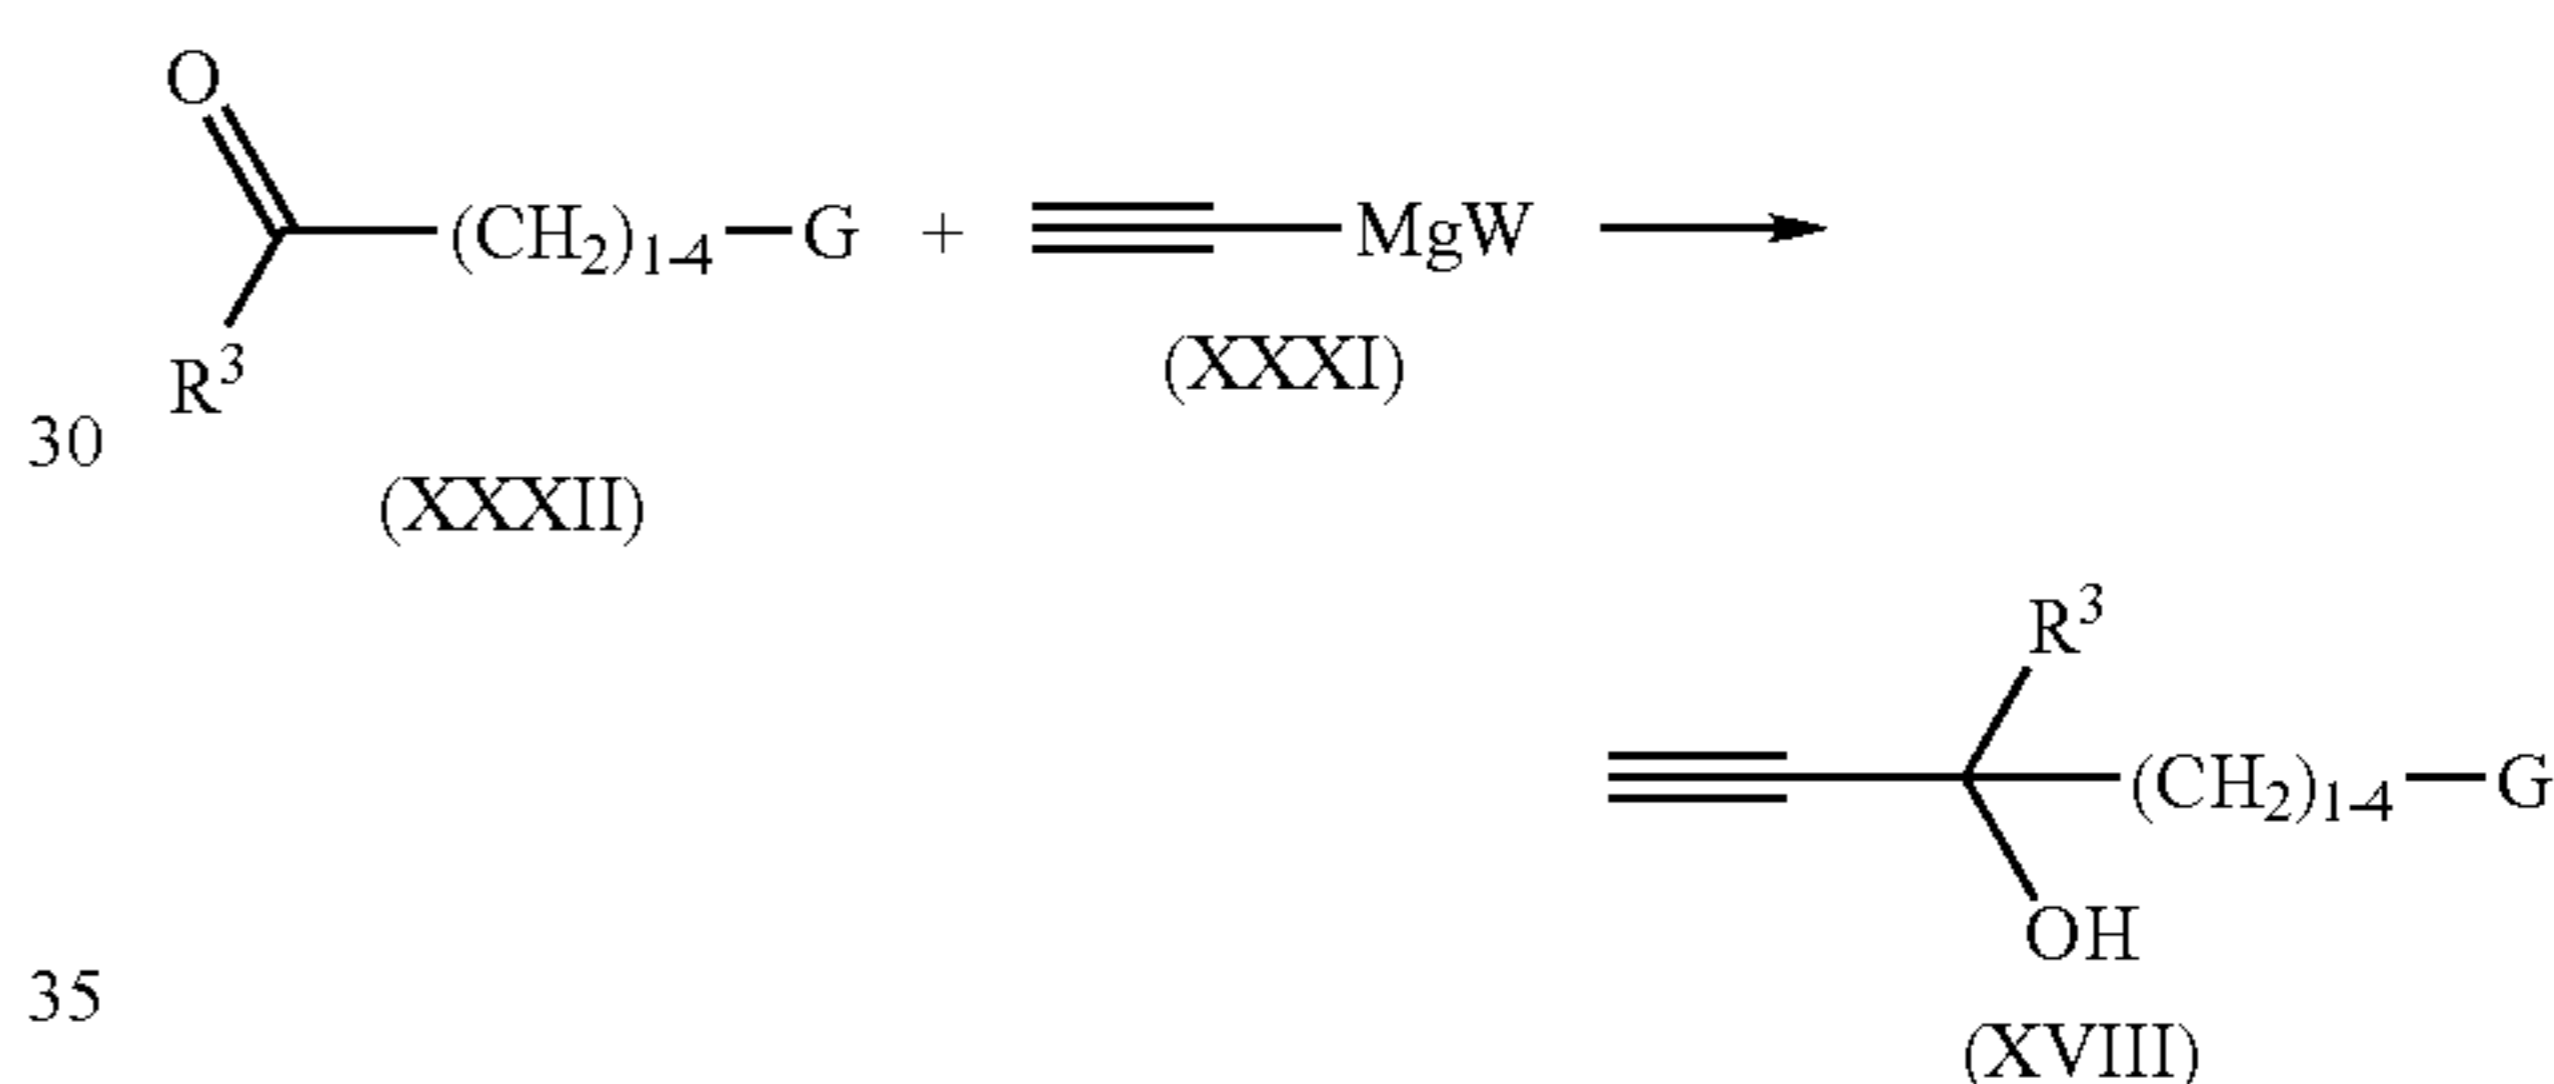 O
(CH2)1-4—G + MgW
R3
(XXXI)
30
(XXXII)
R3
(CH2)1-4—G
OH
35
(XVIII)